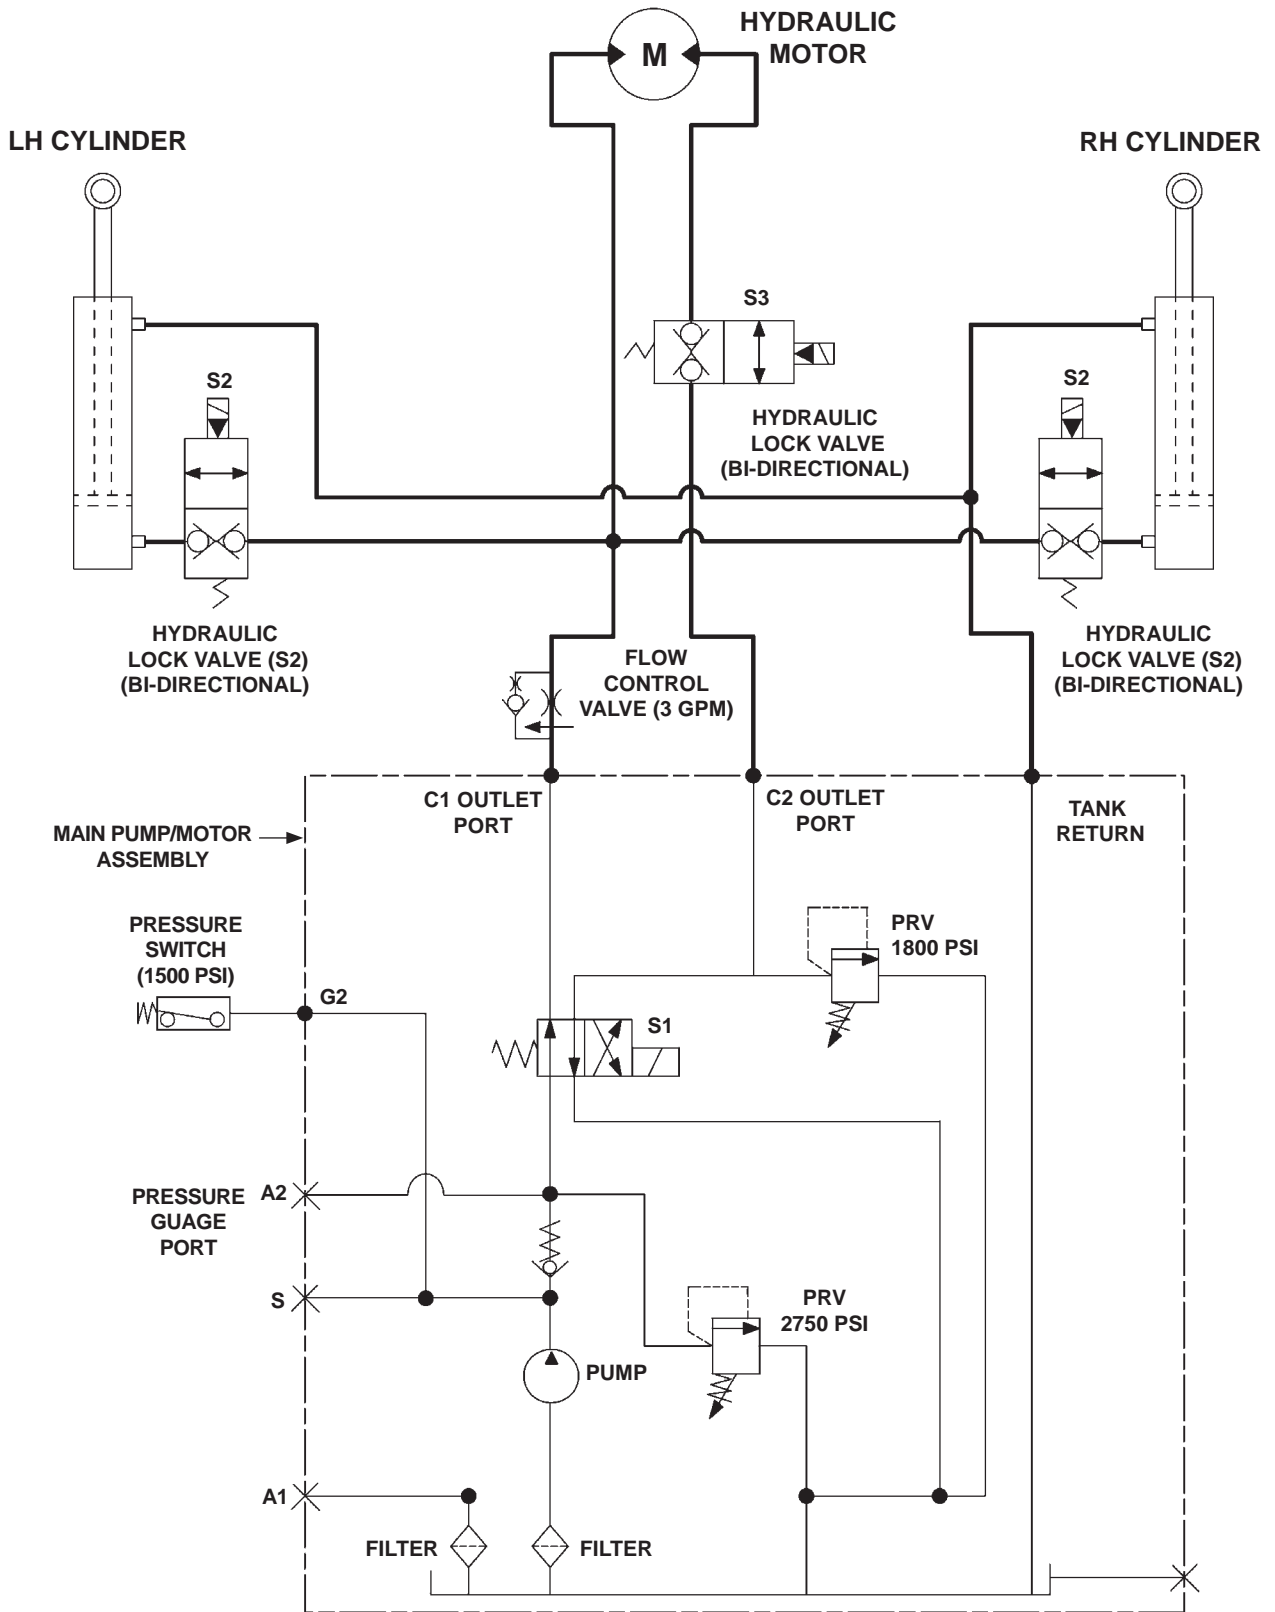 HYDRAULIC
MOTOR
M
LH CYLINDER
RH CYLINDER
S3
S2
S2
HYDRAULIC
LOCK VALVE
(BI-DIRECTIONAL)
HYDRAULIC
LOCK VALVE (S2)
(BI-DIRECTIONAL)
FLOW
CONTROL
VALVE (3 GPM)
HYDRAULIC
LOCK VALVE (S2)
(BI-DIRECTIONAL)
C1 OUTLET
PORT
C2 OUTLET
PORT
TANK
RETURN
MAIN PUMP/MOTOR
ASSEMBLY
PRESSURE
SWITCH
(1500 PSI)
G2
PRV
1800 PSI
S1
PRESSURE
GUAGE
PORT
A2
S
PRV
2750 PSI
PUMP
A1
FILTER
FILTER